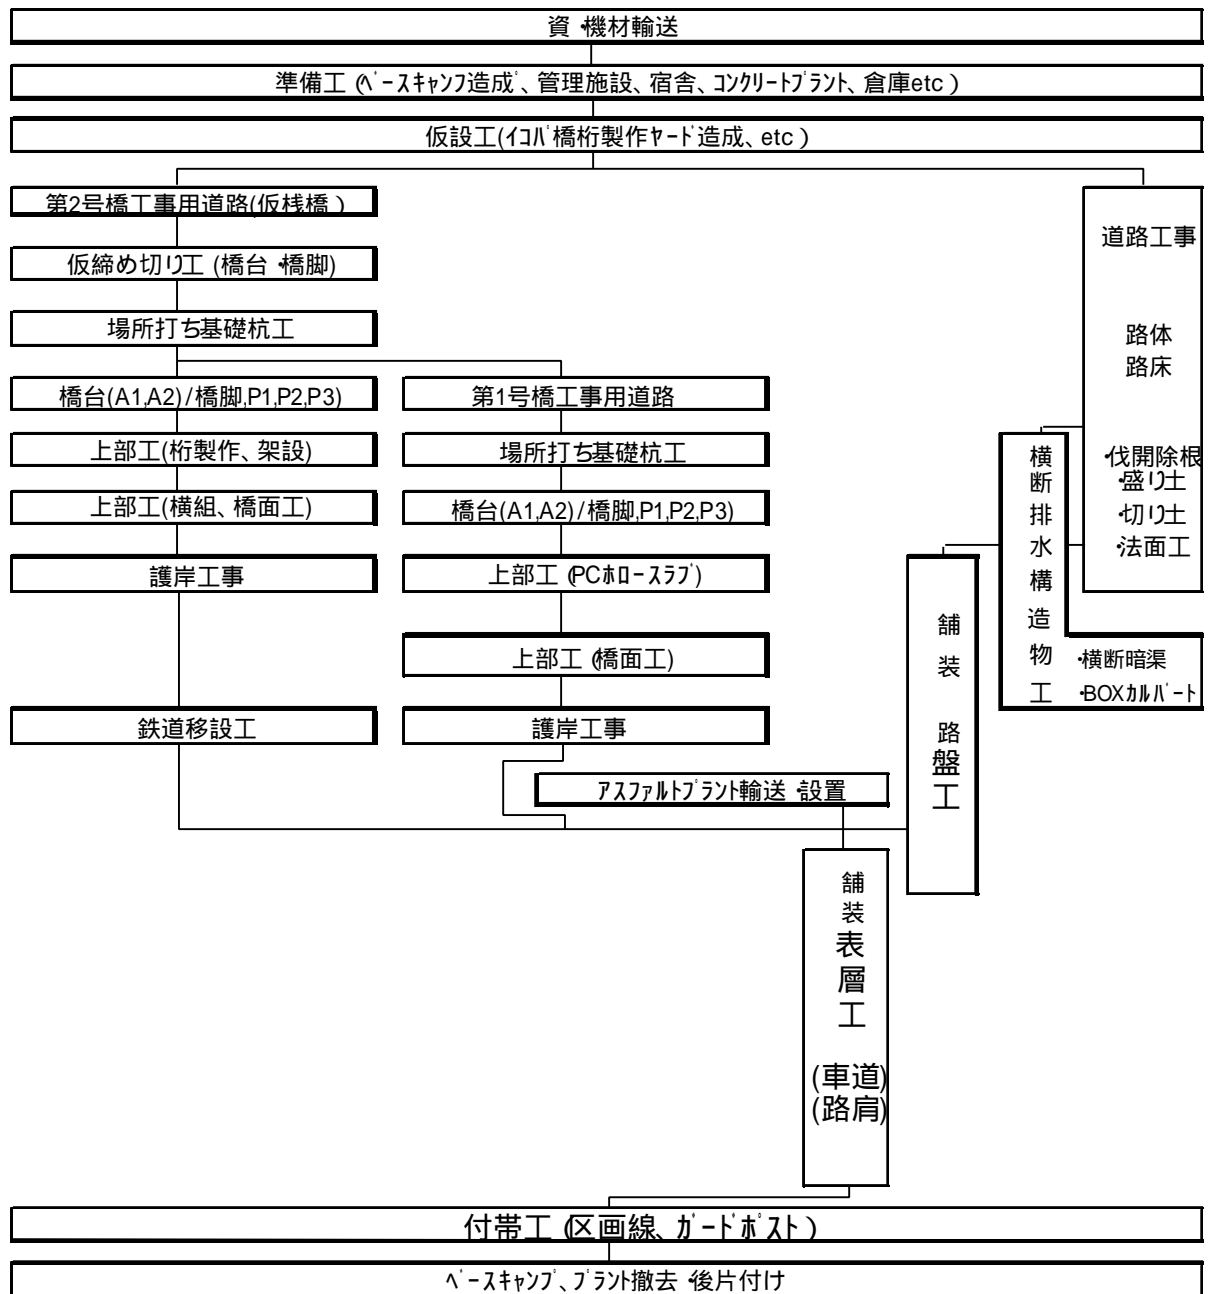 資・機材輸送
準備工(ﾍﾞｰｽｷｬﾝﾌﾟ造成、管理施設、宿舎、ｺﾝｸﾘｰﾄﾌﾟﾗﾝﾄ、倉庫etc)
仮設工(ｲｺﾊﾞ橋桁製作ﾔｰﾄﾞ造成、etc)
第2号橋工事用道路(仮桟橋)
仮締め切り工(橋台・橋脚)
場所打ち基礎杭工
橋台(A1,A2)/橋脚,P1,P2,P3)
上部工(桁製作、架設)
上部工(横組、橋面工)
護岸工事
鉄道移設工
第1号橋工事用道路
場所打ち基礎杭工
橋台(A1,A2)/橋脚,P1,P2,P3)
上部工(PCﾎﾛｰｽﾗﾌﾞ)
上部工(橋面工)
護岸工事
道路工事
路体
路床
・伐開除根
・盛り土
・切り土
・法面工
横断排水構造物工
・横断暗渠
・BOXｶﾙﾊﾞｰﾄ
舗装 路盤工
ｱｽﾌｧﾙﾄﾌﾟﾗﾝﾄ輸送・設置
舗装表層工
(車道)
(路肩)
付帯工(区画線、ｶﾞｰﾄﾞﾎﾟｽﾄ)
ﾍﾞｰｽｷｬﾝﾌﾟ、ﾌﾟﾗﾝﾄ撤去・後片付け